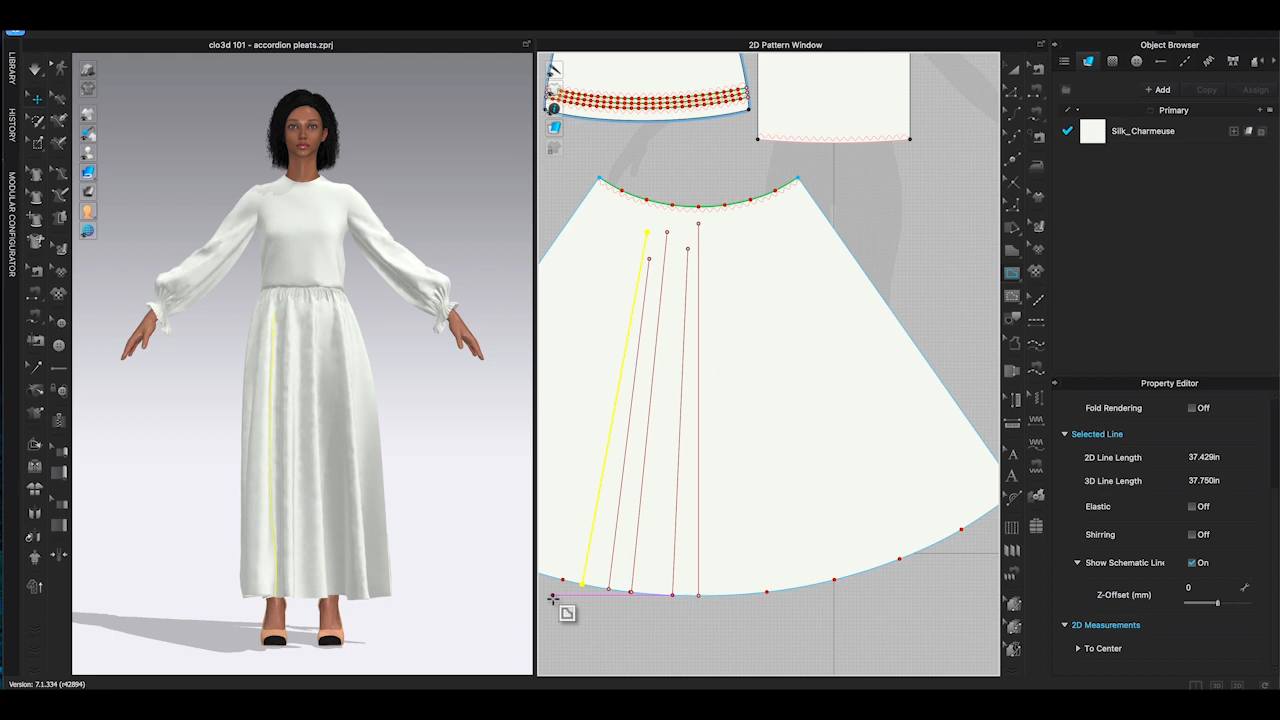 clo3d 101 - accordion pleats.zprj
2D Pattern Window
Object Browser
LIBRARY
HISTORY
MODULAR CONFIGURATOR
+ Add
Copy
Assign
Primary
Silk_Charmeuse
Property Editor
Fold Rendering
Off
Selected Line
2D Line Length
37.429in
3D Line Length
37.750in
Elastic
Off
Shirring
Off
Show Schematic Line
On
Z-Offset (mm)
0
2D Measurements
To Center
Version: 7.1.334 (r42894)
3D
2D
A
A